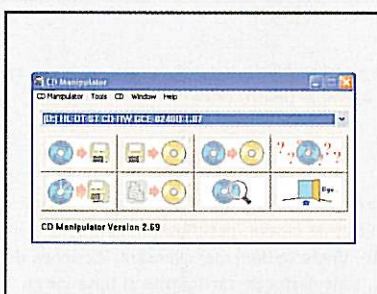 CD Manipulator
CD Manipulator Tools CD Window Help
CD Manipulator Version 2.69